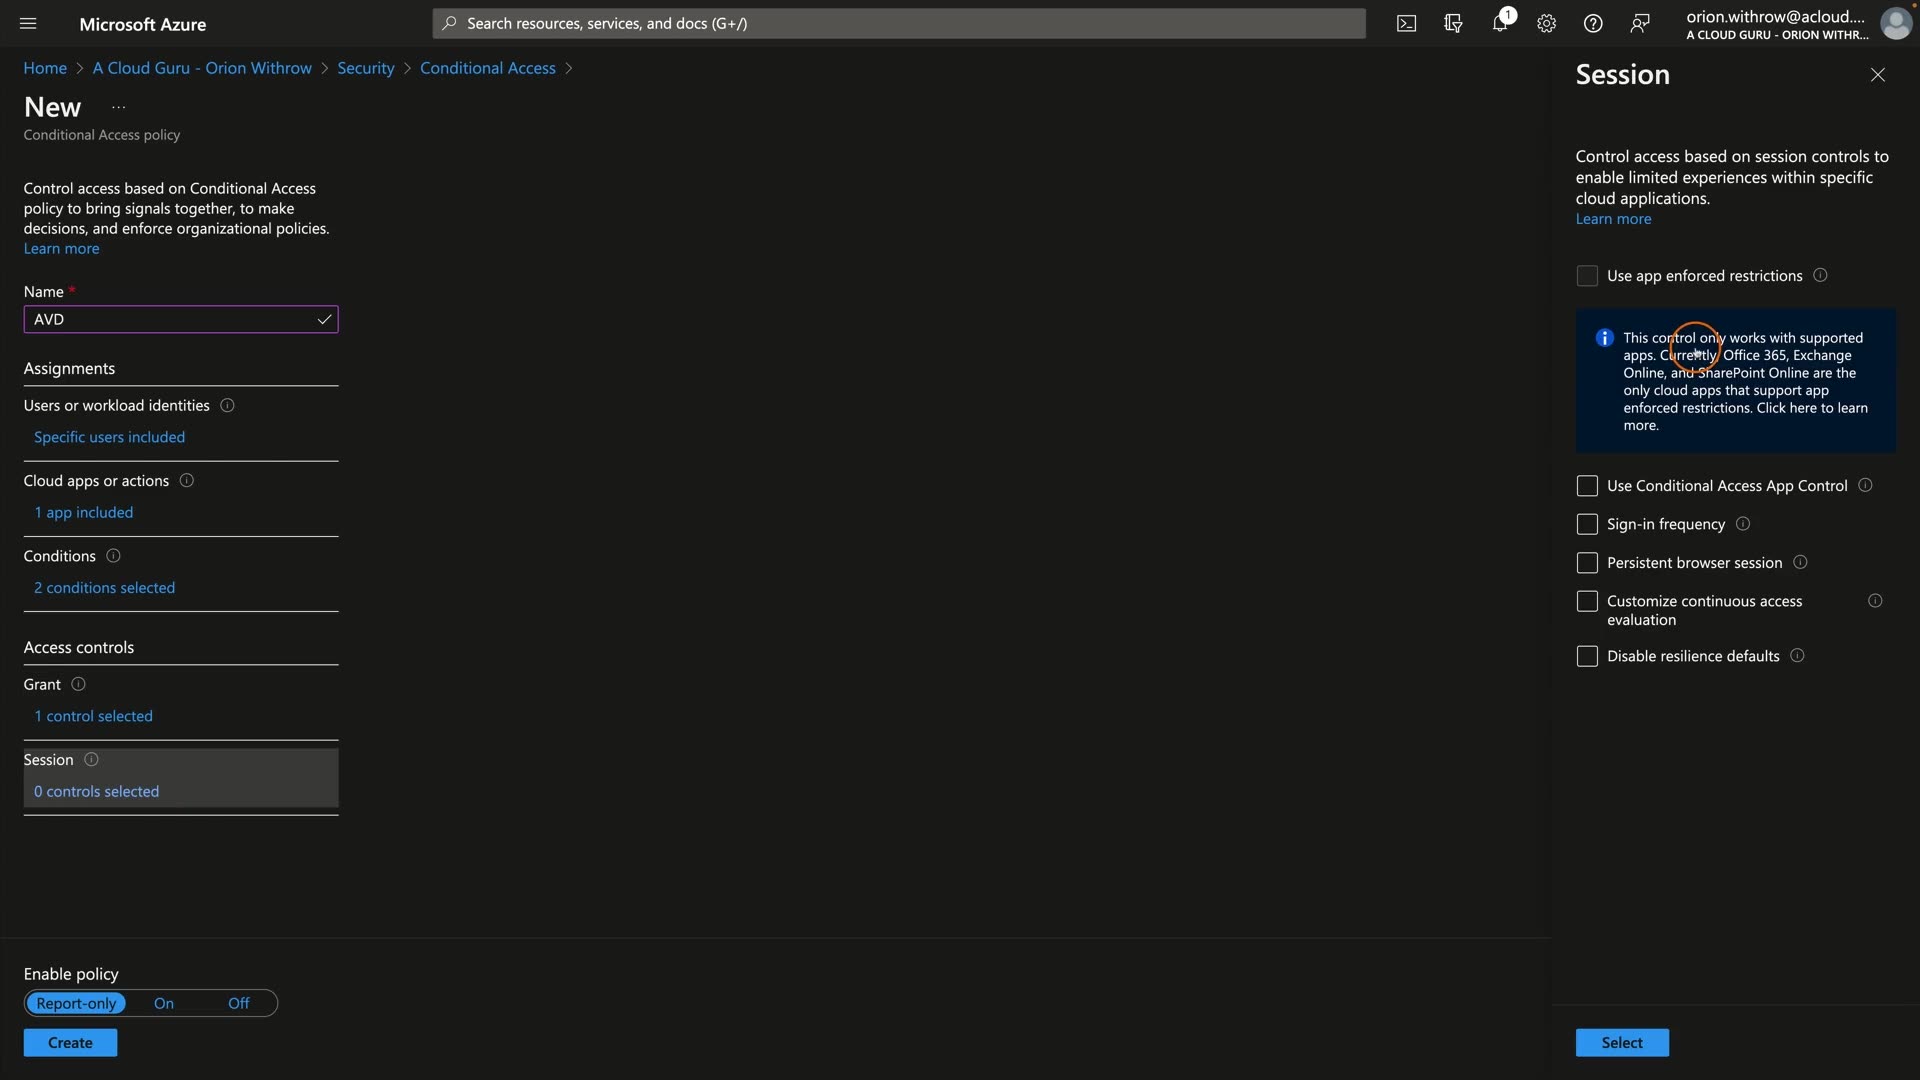 Microsoft Azure
Search resources, services, and docs (G+/)
1
orion.withrow@acloud....
A CLOUD GURU - ORION WITHR...
Home > A Cloud Guru - Orion Withrow > Security > Conditional Access >
New ...
Conditional Access policy
Control access based on Conditional Access
policy to bring signals together, to make
decisions, and enforce organizational policies.
Learn more
Name *
AVD
Assignments
Users or workload identities
Specific users included
Cloud apps or actions
1 app included
Conditions
2 conditions selected
Access controls
Grant
1 control selected
Session
0 controls selected
Enable policy
Report-only On Off
Create
Session
Control access based on session controls to
enable limited experiences within specific
cloud applications.
Learn more
Use app enforced restrictions
This control only works with supported
apps. Currently, Office 365, Exchange
Online, and SharePoint Online are the
only cloud apps that support app
enforced restrictions. Click here to learn
more.
Use Conditional Access App Control
Sign-in frequency
Persistent browser session
Customize continuous access
evaluation
Disable resilience defaults
Select